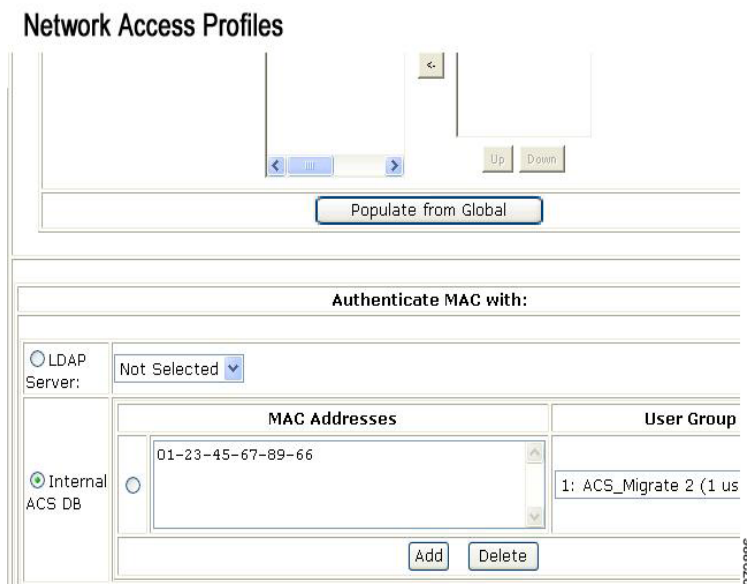 Network Access Profiles
<-
Up Down
Populate from Global
Authenticate MAC with:
LDAP Server:
Not Selected
MAC Addresses User Group
Internal ACS DB
01-23-45-67-89-66
1: ACS_Migrate 2 (1 us
Add Delete